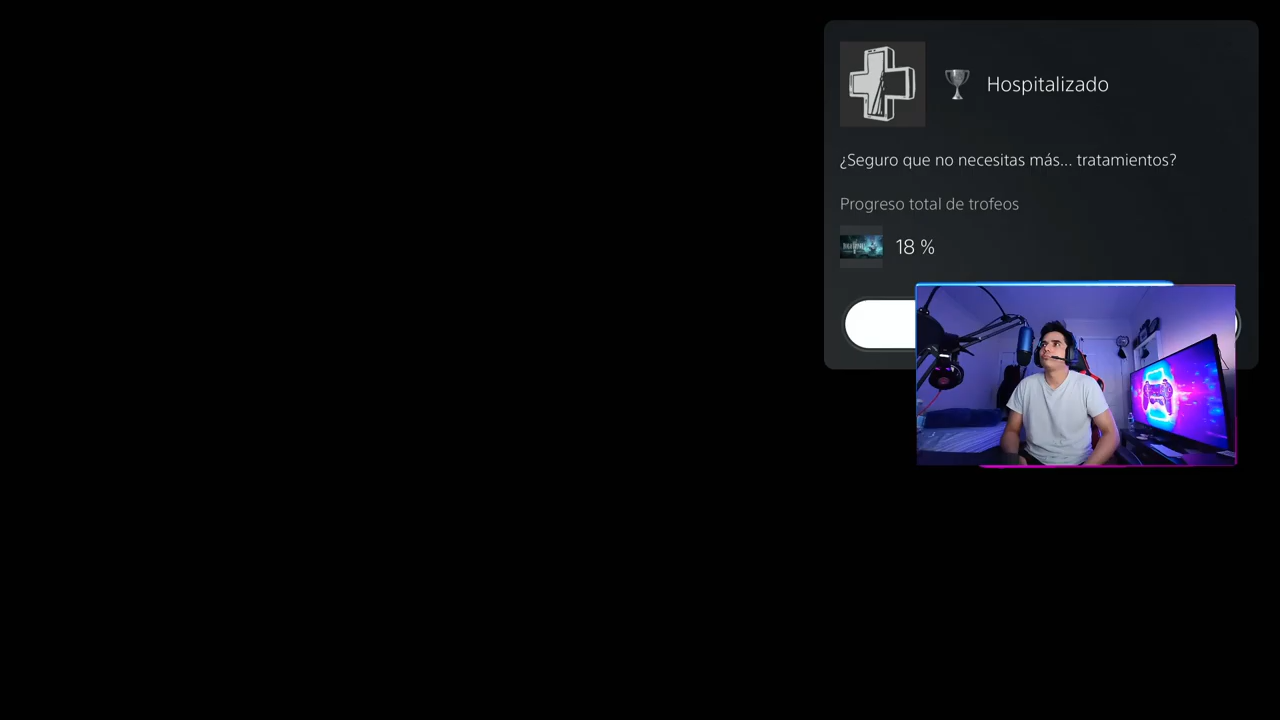 Hospitalizado
¿Seguro que no necesitas más... tratamientos?
Progreso total de trofeos
18 %